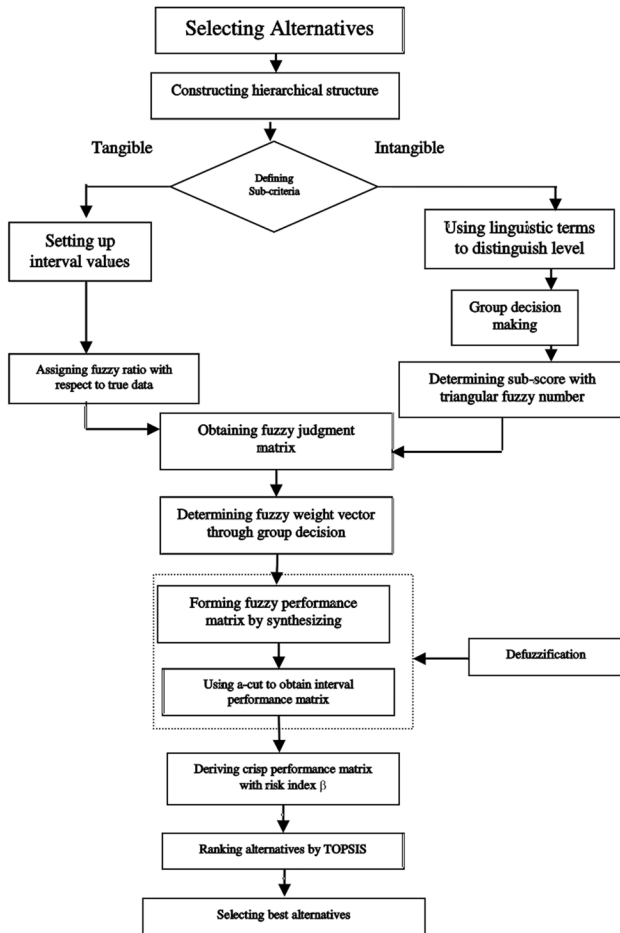 Selecting Alternatives
Constructing hierarchical structure
Tangible
Intangible
Defining
Sub-criteria
Setting up
interval values
Using linguistic terms
to distinguish level
Group decision
making
Assigning fuzzy ratio with
respect to true data
Determining sub-score with
triangular fuzzy number
Obtaining fuzzy judgment
matrix
Determining fuzzy weight vector
through group decision
Forming fuzzy performance
matrix by synthesizing
Defuzzification
Using a-cut to obtain interval
performance matrix
Deriving crisp performance matrix
with risk index β
Ranking alternatives by TOPSIS
Selecting best alternatives